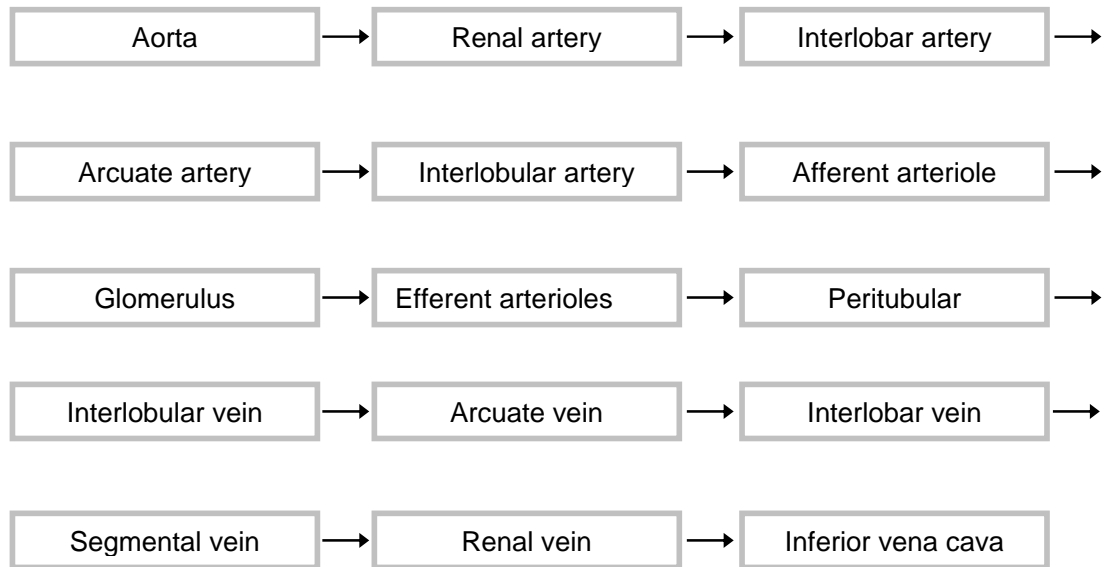 Aorta Renal artery Interlobar artery
Arcuate artery Interlobular artery Afferent arteriole
Glomerulus Efferent arterioles Peritubular
Interlobular vein Arcuate vein Interlobar vein
Segmental vein Renal vein Inferior vena cava